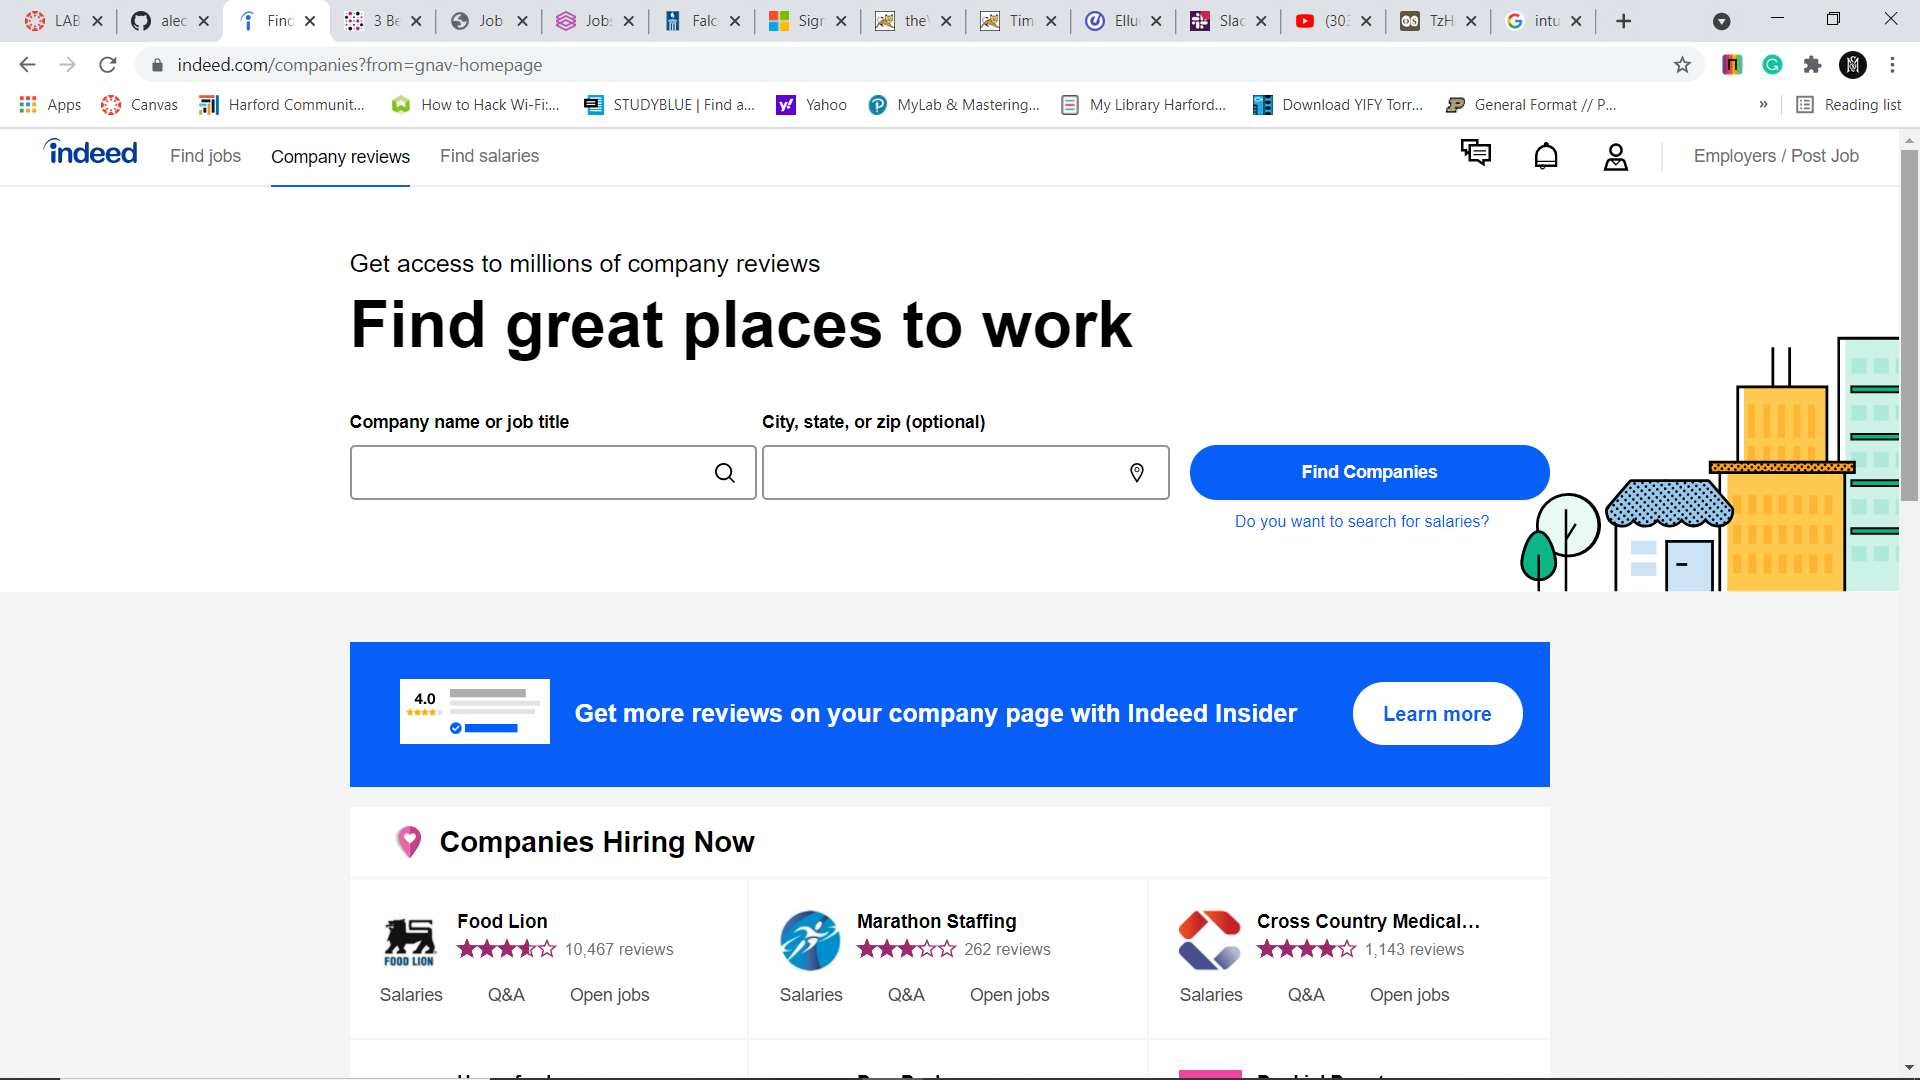 LAB
alec
Find
3 Be
Job
Jobs
Falc
Sign
the
Tim
Ellu
Slac
(303
TzH
intu
indeed.com/companies?from=gnav-homepage
Apps
Canvas
Harford Communit...
How to Hack Wi-Fi:...
STUDYBLUE | Find a...
Yahoo
MyLab & Mastering...
My Library Harford...
Download YIFY Torr...
General Format // P...
»
Reading list
indeed
Find jobs
Company reviews
Find salaries
Employers / Post Job
Get access to millions of company reviews
Find great places to work
Company name or job title
City, state, or zip (optional)
Find Companies
Do you want to search for salaries?
4.0
Get more reviews on your company page with Indeed Insider
Learn more
Companies Hiring Now
FOOD LION
Food Lion
10,467 reviews
Salaries
Q&A
Open jobs
Marathon Staffing
262 reviews
Salaries
Q&A
Open jobs
Cross Country Medical...
1,143 reviews
Salaries
Q&A
Open jobs